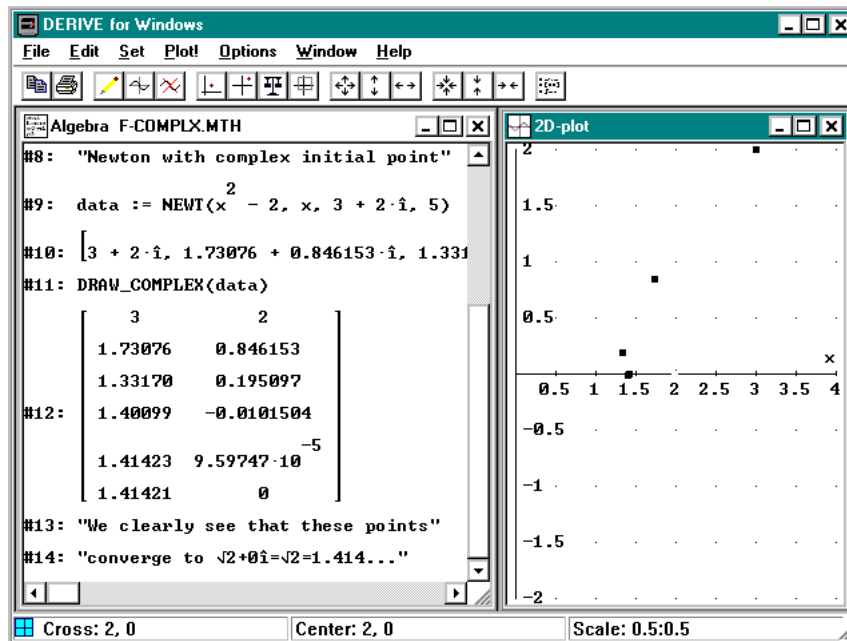 DERIVE for Windows
File Edit Set Plot! Options Window Help
Algebra F-COMPLX.MTH
#8: "Newton with complex initial point"
#9: data := NEWT(x² - 2, x, 3 + 2·î, 5)
#10: [3 + 2·î, 1.73076 + 0.846153·î, 1.331
#11: DRAW_COMPLEX(data)
#12:
3 2
1.73076 0.846153
1.33170 0.195097
1.40099 -0.0101504
1.41423 9.59747·10⁻⁵
1.41421 0
#13: "We clearly see that these points"
#14: "converge to √2+0î=√2=1.414..."
2D-plot
2
1.5
1
0.5
x
0.5 1 1.5 2 2.5 3 3.5 4
-0.5
-1
-1.5
-2
Cross: 2, 0 Center: 2, 0 Scale: 0.5:0.5